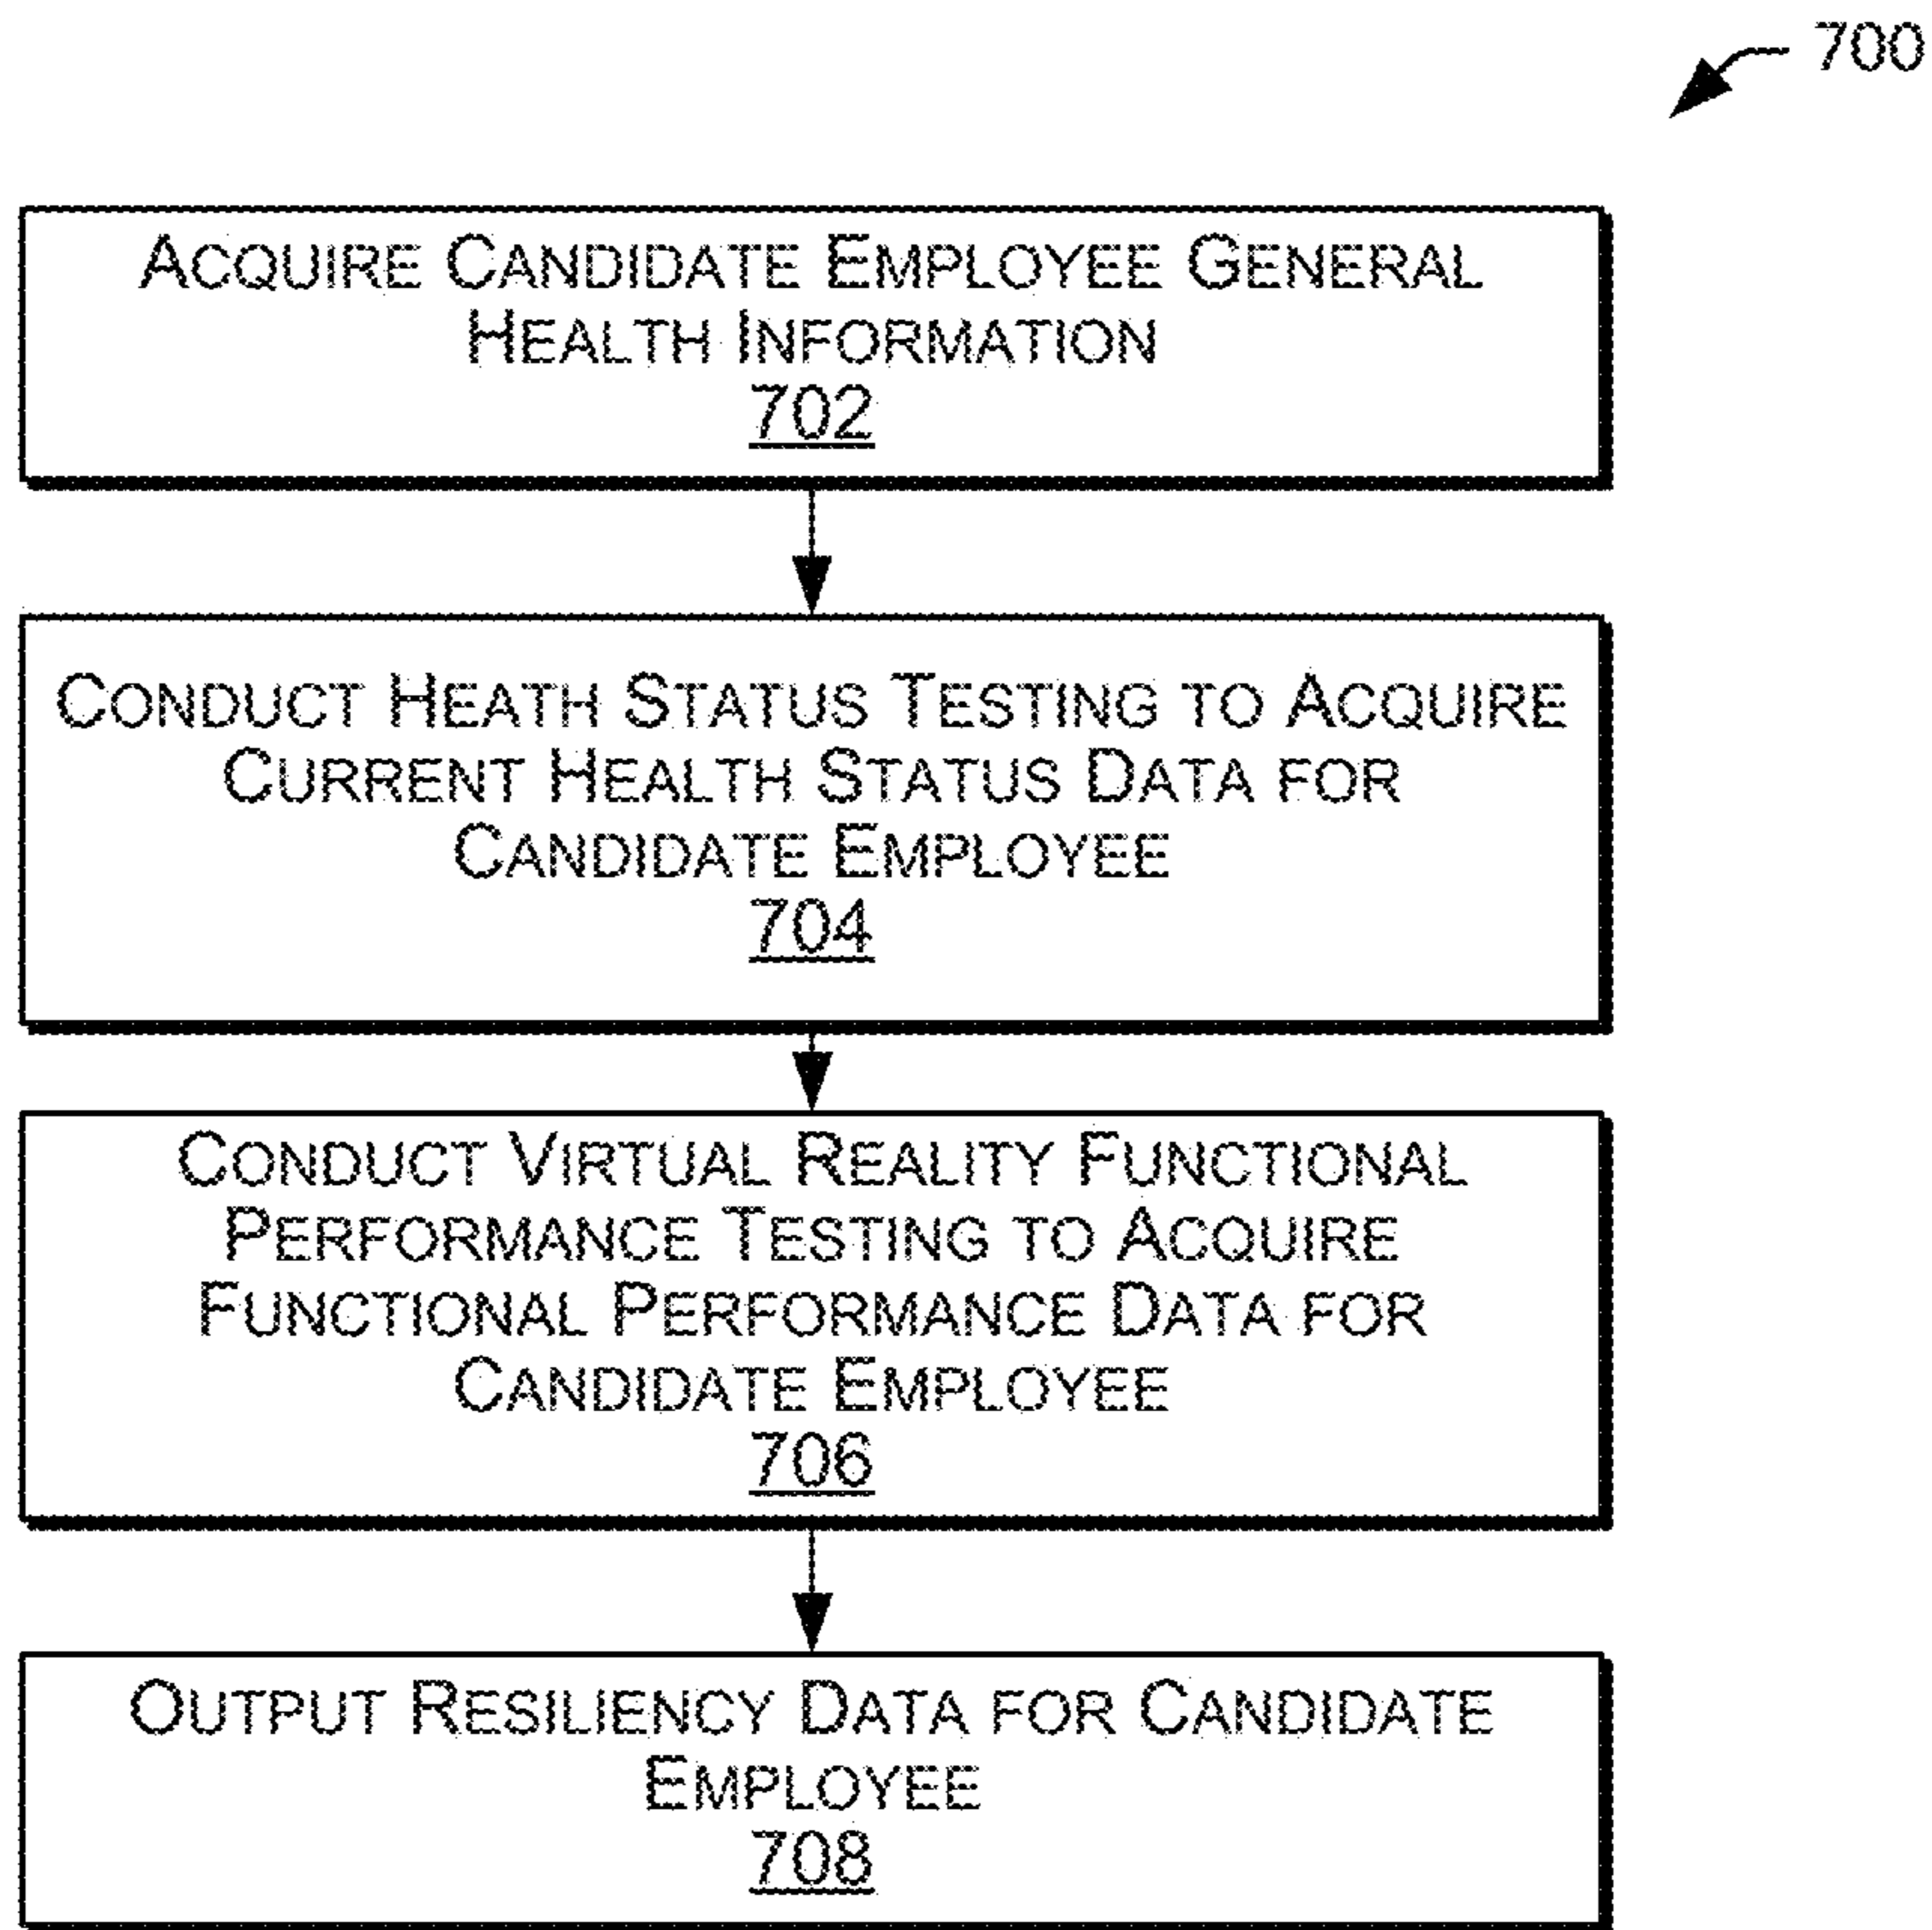 700
ACQUIRE CANDIDATE EMPLOYEE GENERAL
HEALTH INFORMATION
702
CONDUCT HEATH STATUS TESTING TO ACQUIRE
CURRENT HEALTH STATUS DATA FOR
CANDIDATE EMPLOYEE
704
CONDUCT VIRTUAL REALITY FUNCTIONAL
PERFORMANCE TESTING TO ACQUIRE
FUNCTIONAL PERFORMANCE DATA FOR
CANDIDATE EMPLOYEE
706
OUTPUT RESILIENCY DATA FOR CANDIDATE
EMPLOYEE
708